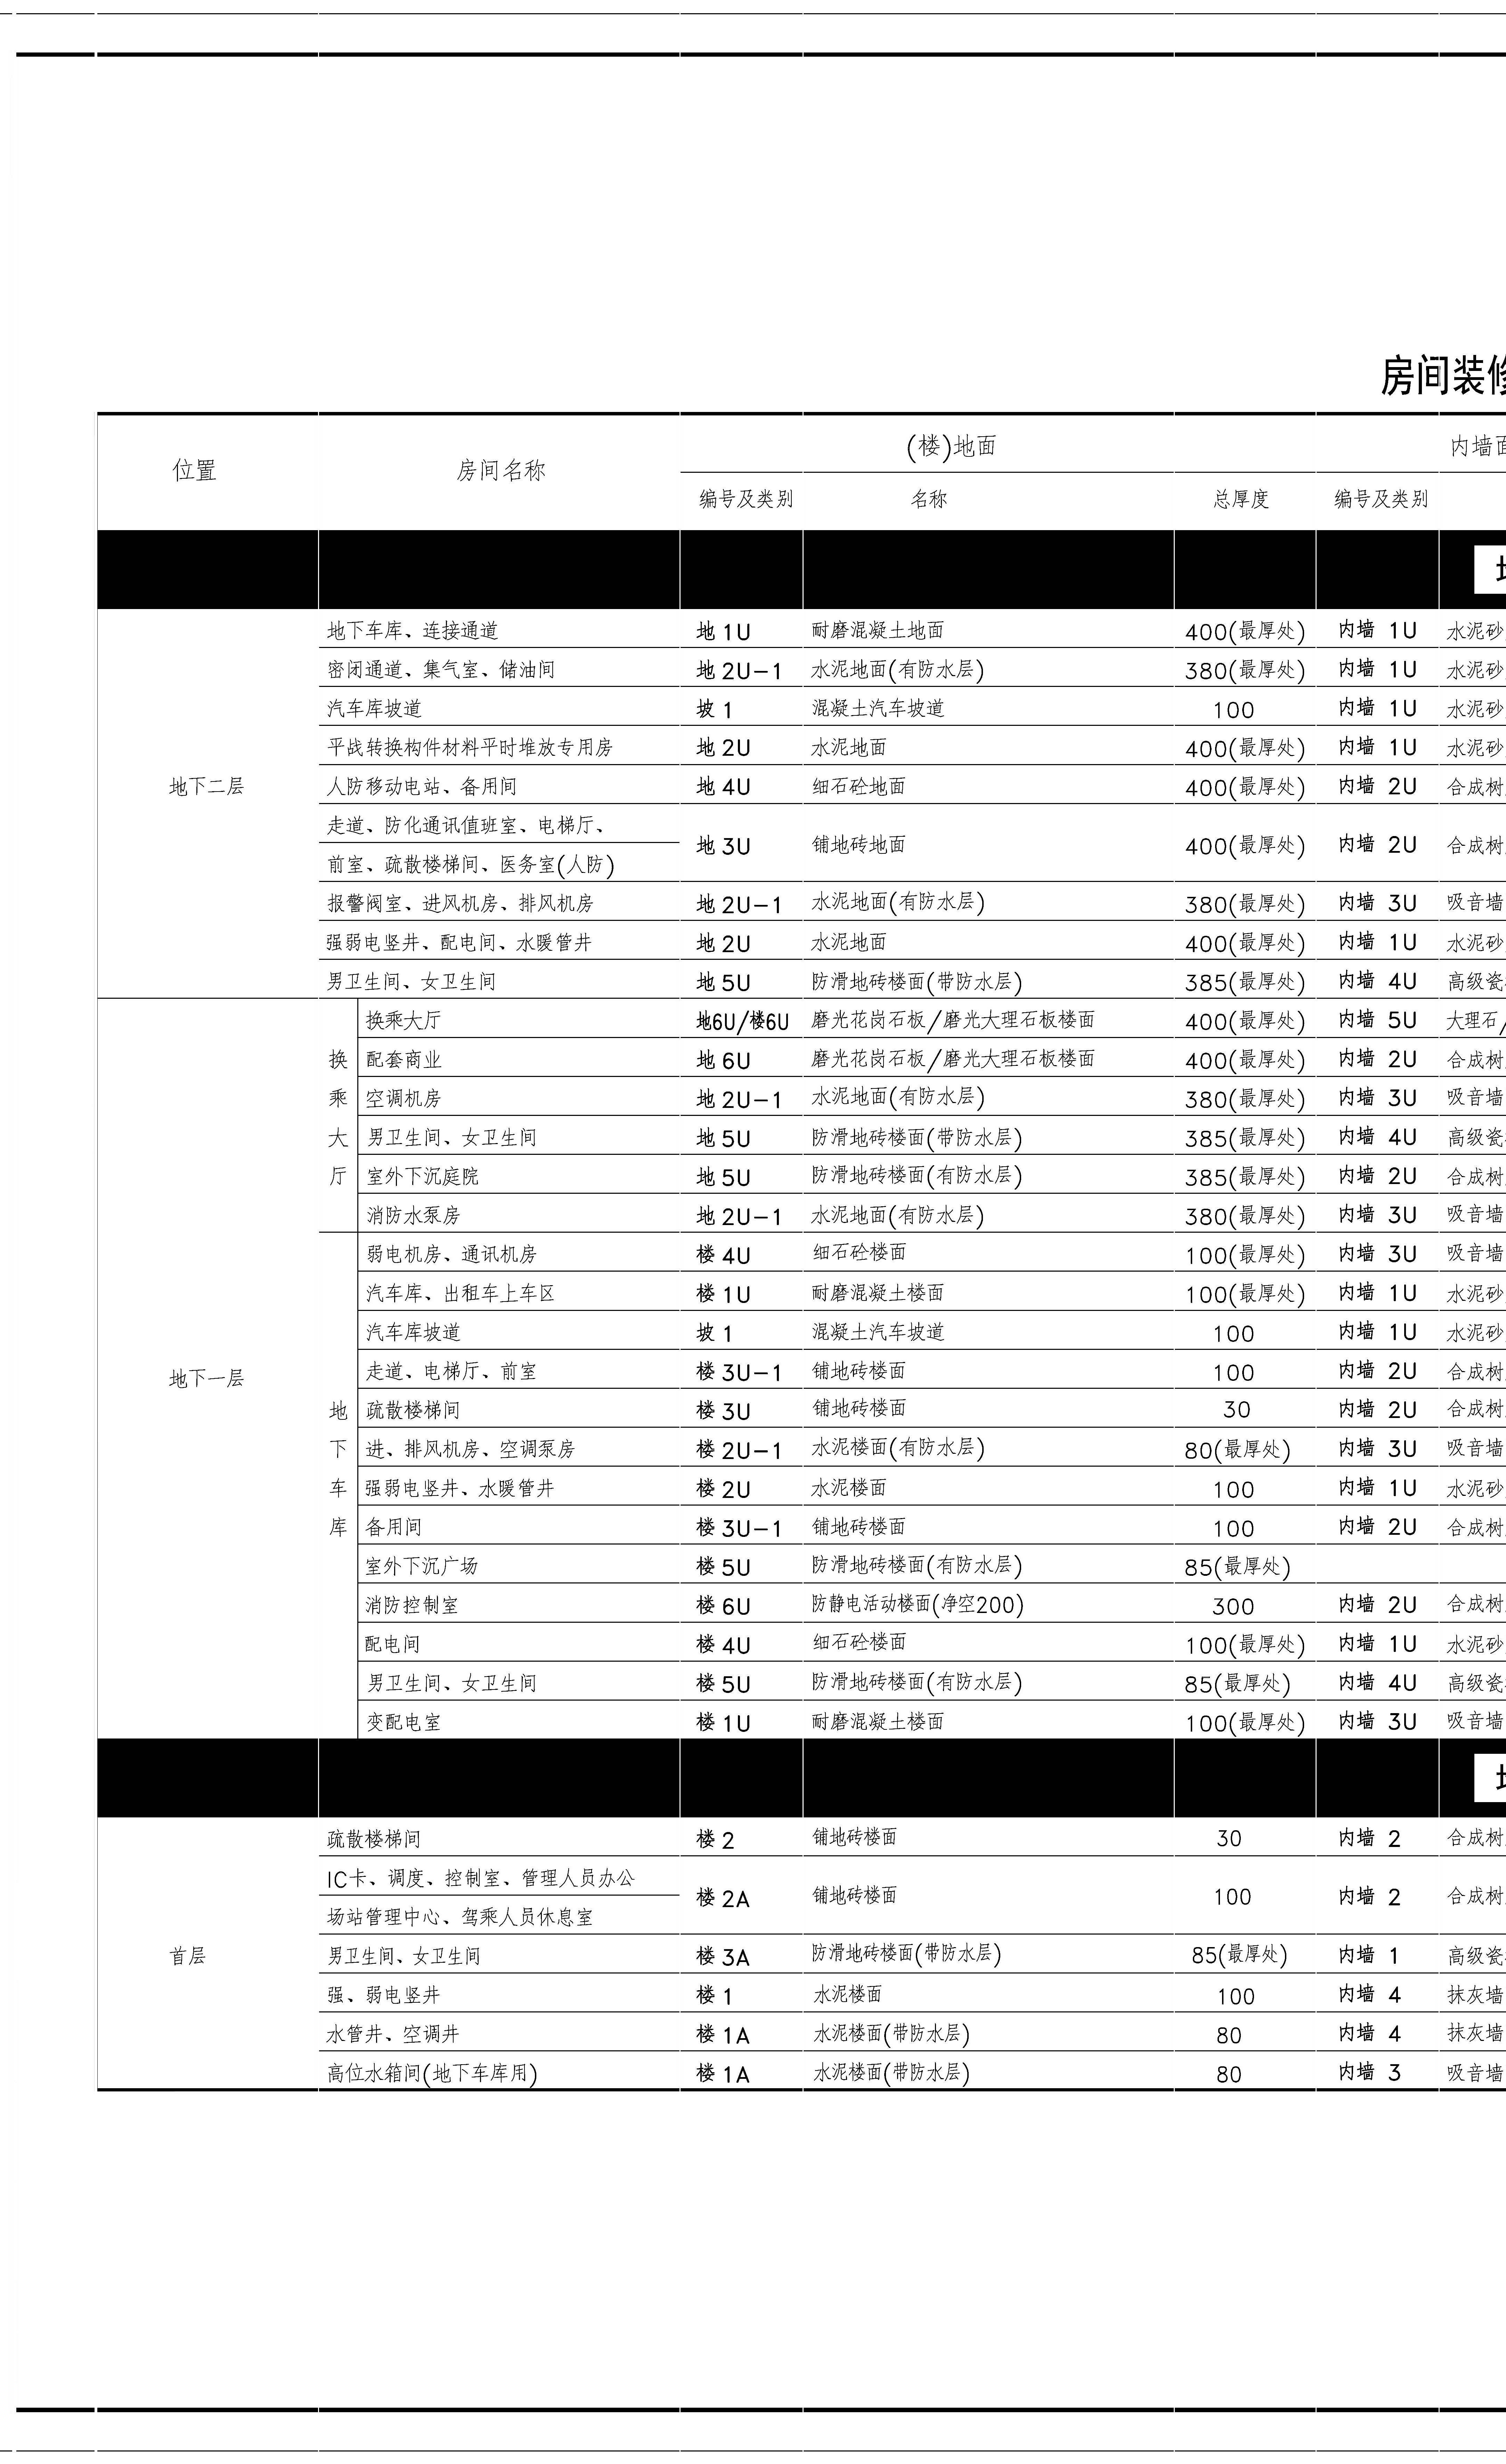 房间装修
位置 房间名称 (楼)地面 内墙面
编号及类别 名称 总厚度 编号及类别
地下二层
地下车库、连接通道 地 1U 耐磨混凝土地面 400(最厚处) 内墙 1U 水泥砂
密闭通道、集气室、储油间 地 2U-1 水泥地面(有防水层) 380(最厚处) 内墙 1U 水泥砂
汽车库坡道 坡 1 混凝土汽车坡道 100 内墙 1U 水泥砂
平战转换构件材料平时堆放专用房 地 2U 水泥地面 400(最厚处) 内墙 1U 水泥砂
人防移动电站、备用间 地 4U 细石砼地面 400(最厚处) 内墙 2U 合成树
走道、防化通讯值班室、电梯厅、
前室、疏散楼梯间、医务室(人防) 地 3U 铺地砖地面 400(最厚处) 内墙 2U 合成树
报警阀室、进风机房、排风机房 地 2U-1 水泥地面(有防水层) 380(最厚处) 内墙 3U 吸音墙
强弱电竖井、配电间、水暖管井 地 2U 水泥地面 400(最厚处) 内墙 1U 水泥砂
男卫生间、女卫生间 地 5U 防滑地砖楼面(带防水层) 385(最厚处) 内墙 4U 高级瓷
地下一层
换乘大厅
换乘大厅 地6U/楼6U 磨光花岗石板/磨光大理石板楼面 400(最厚处) 内墙 5U 大理石/
配套商业 地 6U 磨光花岗石板/磨光大理石板楼面 400(最厚处) 内墙 2U 合成树
空调机房 地 2U-1 水泥地面(有防水层) 380(最厚处) 内墙 3U 吸音墙
男卫生间、女卫生间 地 5U 防滑地砖楼面(带防水层) 385(最厚处) 内墙 4U 高级瓷
室外下沉庭院 地 5U 防滑地砖楼面(有防水层) 385(最厚处) 内墙 2U 合成树
消防水泵房 地 2U-1 水泥地面(有防水层) 380(最厚处) 内墙 3U 吸音墙
地下车库
弱电机房、通讯机房 楼 4U 细石砼楼面 100(最厚处) 内墙 3U 吸音墙
汽车库、出租车上车区 楼 1U 耐磨混凝土楼面 100(最厚处) 内墙 1U 水泥砂
汽车库坡道 坡 1 混凝土汽车坡道 100 内墙 1U 水泥砂
走道、电梯厅、前室 楼 3U-1 铺地砖楼面 100 内墙 2U 合成树
疏散楼梯间 楼 3U 铺地砖楼面 30 内墙 2U 合成树
进、排风机房、空调泵房 楼 2U-1 水泥楼面(有防水层) 80(最厚处) 内墙 3U 吸音墙
强弱电竖井、水暖管井 楼 2U 水泥楼面 100 内墙 1U 水泥砂
备用间 楼 3U-1 铺地砖楼面 100 内墙 2U 合成树
室外下沉广场 楼 5U 防滑地砖楼面(有防水层) 85(最厚处)
消防控制室 楼 6U 防静电活动楼面(净空200) 300 内墙 2U 合成树
配电间 楼 4U 细石砼楼面 100(最厚处) 内墙 1U 水泥砂
男卫生间、女卫生间 楼 5U 防滑地砖楼面(有防水层) 85(最厚处) 内墙 4U 高级瓷
变配电室 楼 1U 耐磨混凝土楼面 100(最厚处) 内墙 3U 吸音墙
首层
疏散楼梯间 楼 2 铺地砖楼面 30 内墙 2 合成树
IC卡、调度、控制室、管理人员办公
场站管理中心、驾乘人员休息室 楼 2A 铺地砖楼面 100 内墙 2 合成树
男卫生间、女卫生间 楼 3A 防滑地砖楼面(带防水层) 85(最厚处) 内墙 1 高级瓷
强、弱电竖井 楼 1 水泥楼面 100 内墙 4 抹灰墙
水管井、空调井 楼 1A 水泥楼面(带防水层) 80 内墙 4 抹灰墙
高位水箱间(地下车库用) 楼 1A 水泥楼面(带防水层) 80 内墙 3 吸音墙